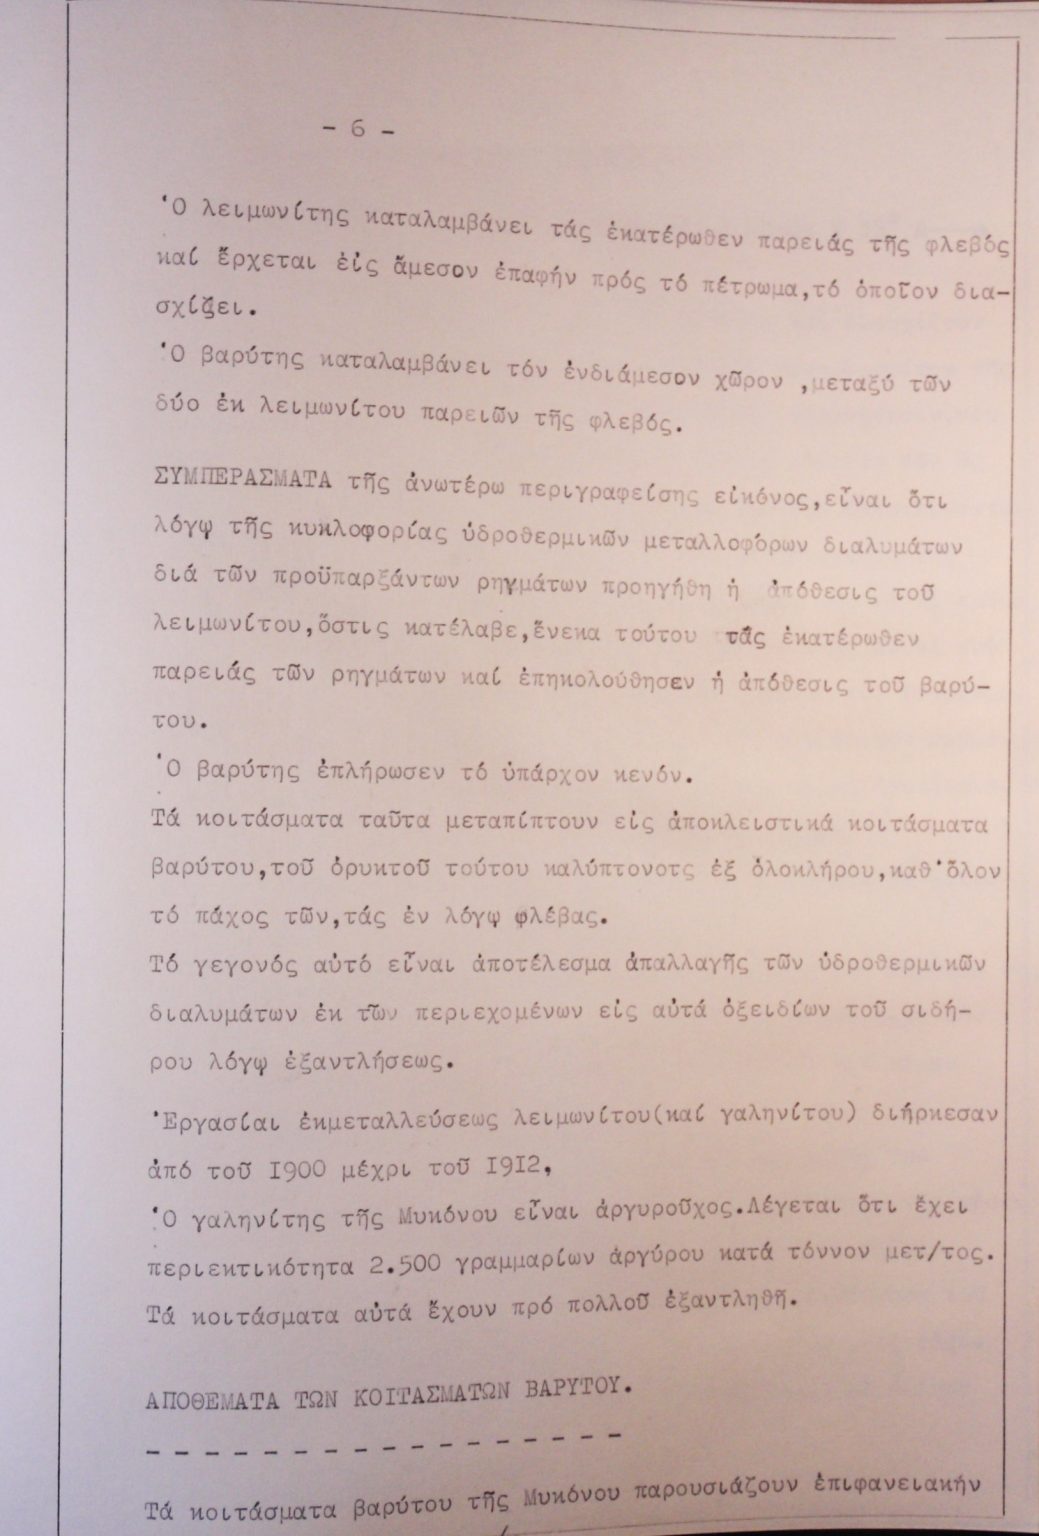 - 6 -
Ὁ λειμωνίτης καταλαμβάνει τάς ἑκατέρωθεν παρειάς τῆς φλεβός
καί ἔρχεται ἐίς ἄμεσον ἐπαφήν πρός τό πέτρωμα,τό ὁποῖον δια-
σχίζει.
Ὁ βαρύτης καταλαμβάνει τόν ἐνδιάμεσον χῶρον ,μεταξύ τῶν
δύο ἐκ λειμωνίτου παρειῶν τῆς φλεβός.
ΣΥΜΠΕΡΑΣΜΑΤΑ τῆς ἀνωτέρω περιγραφείσης εἰκόνος,εἶναι ὅτι
λόγῳ τῆς κυκλοφορίας ὑδροθερμικῶν μεταλλοφόρων διαλυμάτων
διά τῶν προϋπαρξάντων ρηγμάτων προηγήθη ἡ ἀπόθεσις τοῦ
λειμωνίτου,ὅστις κατέλαβε,ἕνεκα τούτου τάς ἑκατέρωθεν
παρειάς τῶν ρηγμάτων καί ἐπηκολούθησεν ἡ ἀπόθεσις τοῦ βαρύ-
του.
Ὁ βαρύτης ἐπλήρωσεν τό ὑπάρχον κενόν.
Τά κοιτάσματα ταῦτα μεταπίπτουν εἰς ἀποκλειστικά κοιτάσματα
βαρύτου,τοῦ ὀρυκτοῦ τούτου καλύπτονοτς ἐξ ὁλοκλήρου,καθ'ὅλον
τό πάχος τῶν,τάς ἐν λόγῳ φλέβας.
Τό γεγονός αὐτό εἶναι ἀποτέλεσμα ἀπαλλαγῆς τῶν ὑδροθερμικῶν
διαλυμάτων ἐκ τῶν περιεχομένων εἰς αὐτά ὀξειδίων τοῦ σιδή-
ρου λόγῳ ἐξαντλήσεως.
Ἐργασίαι ἐκμεταλλεύσεως λειμωνίτου(καί γαληνίτου) διήρκεσαν
ἀπό τοῦ Ι900 μέχρι τοῦ Ι9Ι2,
Ὁ γαληνίτης τῆς Μυκόνου εἶναι ἀργυροῦχος.Λέγεται ὅτι ἔχει
περιεκτικότητα 2.500 γραμμαρίων ἀργύρου κατά τόννον μετ/τος.
Τά κοιτάσματα αὐτά ἔχουν πρό πολλοῦ ἐξαντληθῆ.
ΑΠΟΘΕΜΑΤΑ ΤΩΝ ΚΟΙΤΑΣΜΑΤΩΝ ΒΑΡΥΤΟΥ.
- - - - - - - - - - - - - - - - -
Τά κοιτάσματα βαρύτου τῆς Μυκόνου παρουσιάζουν ἐπιφανειακήν